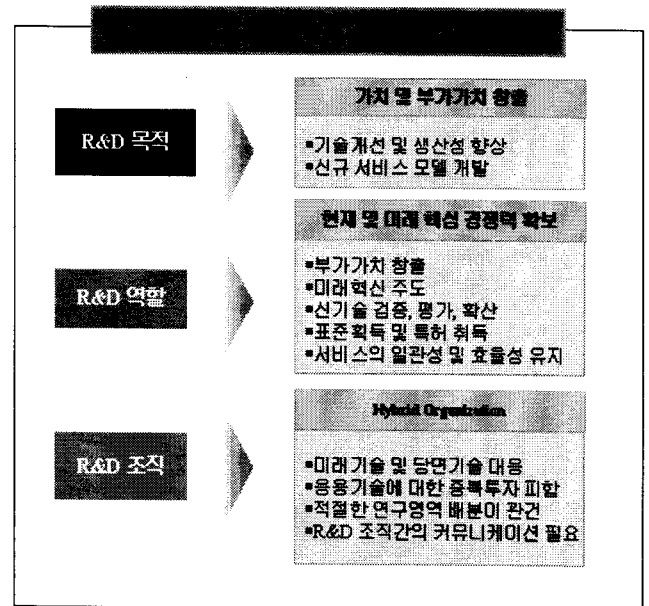 R&D 목적
가치 및 부가가치 창출
▪기술개선 및 생산성 향상
▪신규 서비스 모델 개발
R&D 역할
현재 및 미래 핵심 경쟁력 확보
▪부가가치 창출
▪미래혁신 주도
▪신기술 검증, 평가, 확산
▪표준획득 및 특허 취득
▪서비스의 일관성 및 효율성 유지
R&D 조직
Hybrid Organization
▪미래기술 및 당면기술 대응
▪응용기술에 대한 중복투자 피함
▪적절한 연구영역 배분이 관건
▪R&D 조직간의 커뮤니케이션 필요